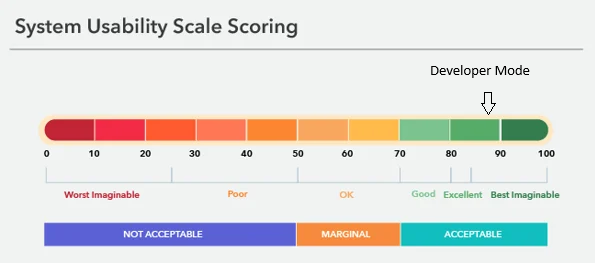 System Usability Scale Scoring
Developer Mode
0 10 20 30 40 50 60 70 80 90 100
Worst Imaginable Poor OK Good Excellent Best Imaginable
NOT ACCEPTABLE MARGINAL ACCEPTABLE